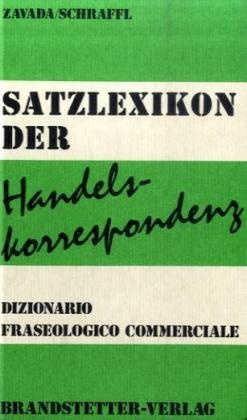 ZAVADA/SCHRAFFL
SATZLEXIKON
DER
Handels-
korrespondenz
DIZIONARIO
FRASEOLOGICO COMMERCIALE
BRANDSTETTER-VERLAG